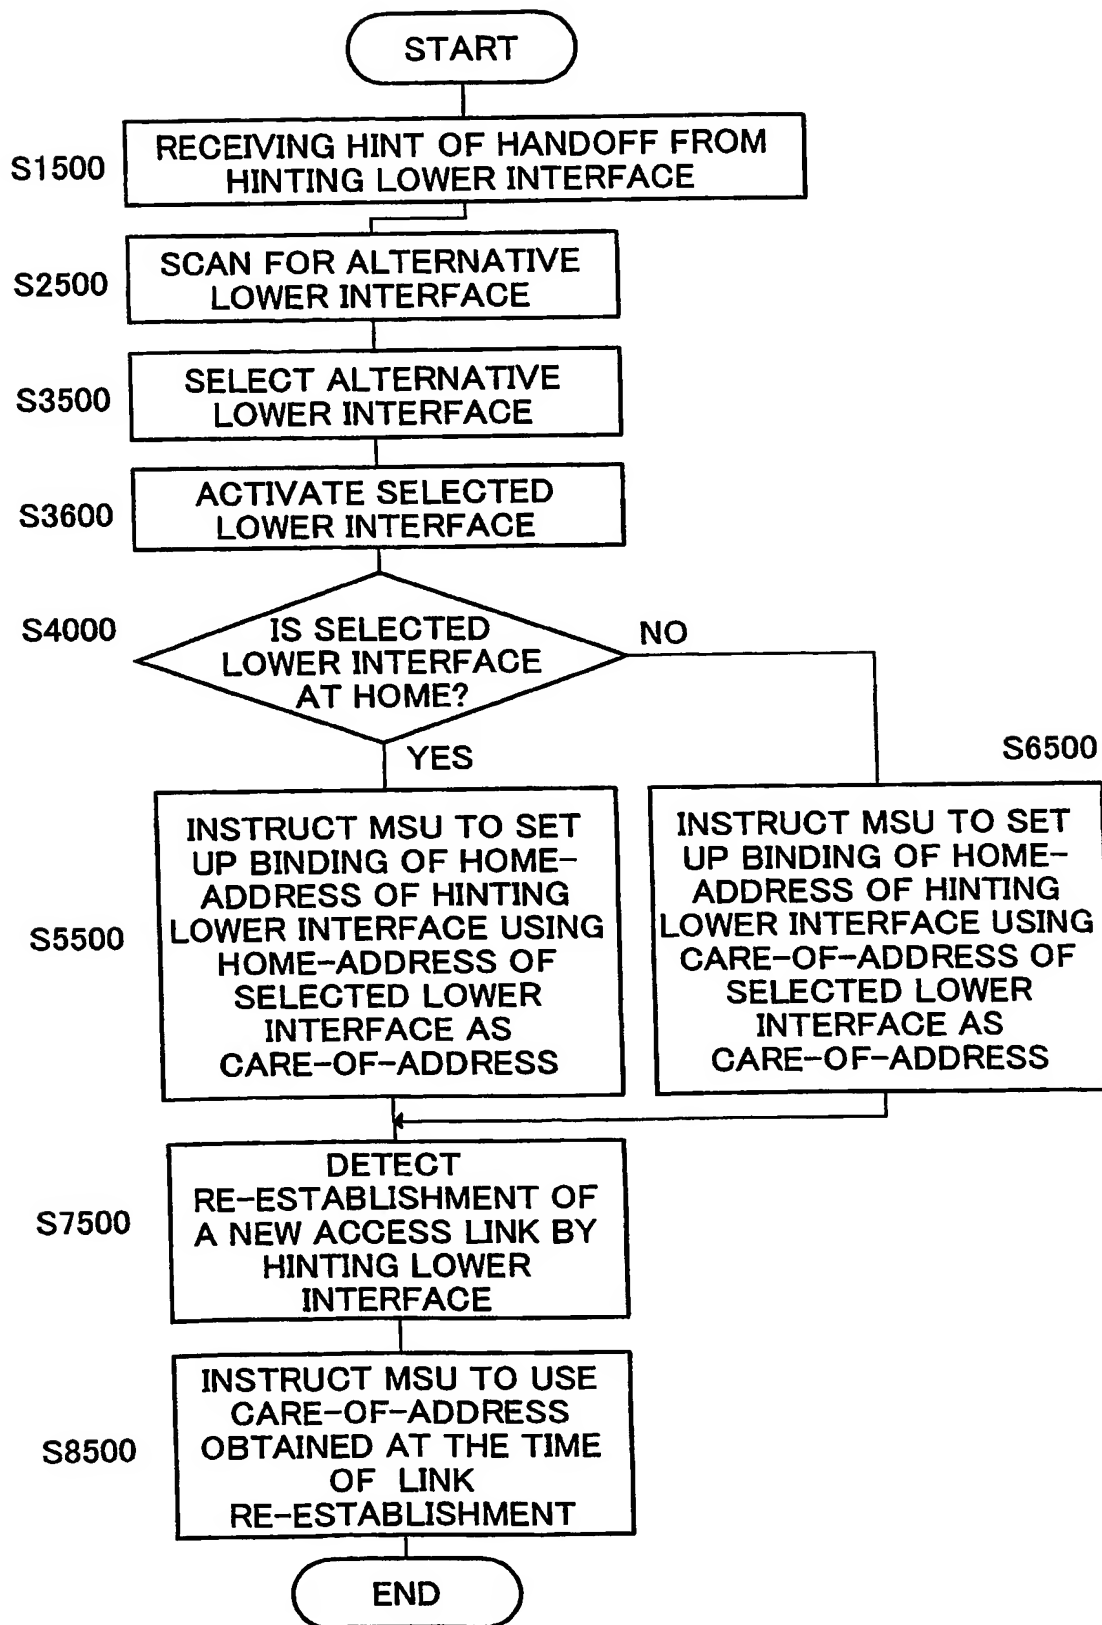 START
S1500
RECEIVING HINT OF HANDOFF FROM
HINTING LOWER INTERFACE
S2500
SCAN FOR ALTERNATIVE
LOWER INTERFACE
S3500
SELECT ALTERNATIVE
LOWER INTERFACE
S3600
ACTIVATE SELECTED
LOWER INTERFACE
S4000
IS SELECTED
LOWER INTERFACE
AT HOME?
NO
YES
S5500
INSTRUCT MSU TO SET
UP BINDING OF HOME-
ADDRESS OF HINTING
LOWER INTERFACE USING
HOME-ADDRESS OF
SELECTED LOWER
INTERFACE AS
CARE-OF-ADDRESS
S6500
INSTRUCT MSU TO SET
UP BINDING OF HOME-
ADDRESS OF HINTING
LOWER INTERFACE USING
CARE-OF-ADDRESS OF
SELECTED LOWER
INTERFACE AS
CARE-OF-ADDRESS
S7500
DETECT
RE-ESTABLISHMENT OF
A NEW ACCESS LINK BY
HINTING LOWER
INTERFACE
S8500
INSTRUCT MSU TO USE
CARE-OF-ADDRESS
OBTAINED AT THE TIME
OF LINK
RE-ESTABLISHMENT
END